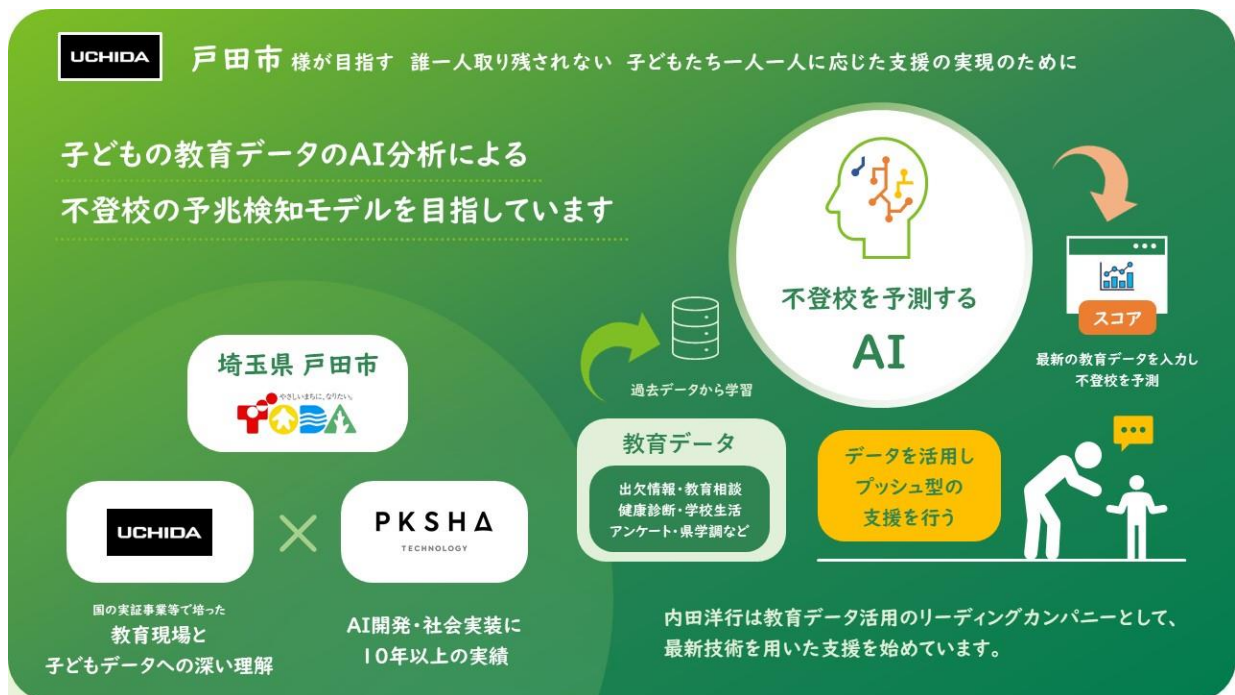 UCHIDA
戸田市 様が目指す 誰一人取り残されない 子どもたち一人一人に応じた支援の実現のために
子どもの教育データのAI分析による
不登校の予兆検知モデルを目指しています
埼玉県 戸田市
やさしいまちに、なりたい。
TODA
UCHIDA
×
PKSHA
TECHNOLOGY
国の実証事業等で培った
教育現場と
子どもデータへの深い理解
AI開発・社会実装に
10年以上の実績
過去データから学習
教育データ
出欠情報・教育相談
健康診断・学校生活
アンケート・県学調など
不登校を予測する
AI
スコア
最新の教育データを入力し
不登校を予測
データを活用し
プッシュ型の
支援を行う
内田洋行は教育データ活用のリーディングカンパニーとして、
最新技術を用いた支援を始めています。